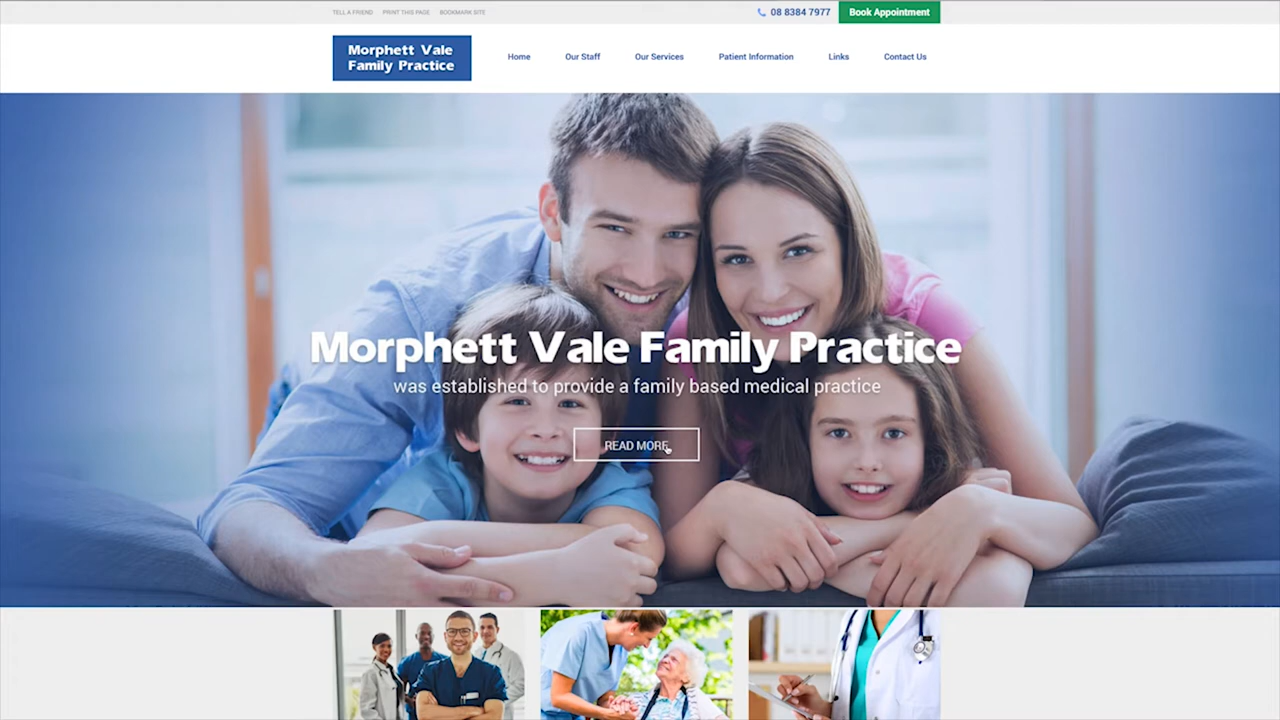 TELL A FRIEND PRINT THIS PAGE BOOKMARK SITE 08 8384 7977 Book Appointment
Morphett Vale
Family Practice
Home Our Staff Our Services Patient Information Links Contact Us
Morphett Vale Family Practice
was established to provide a family based medical practice
READ MORE